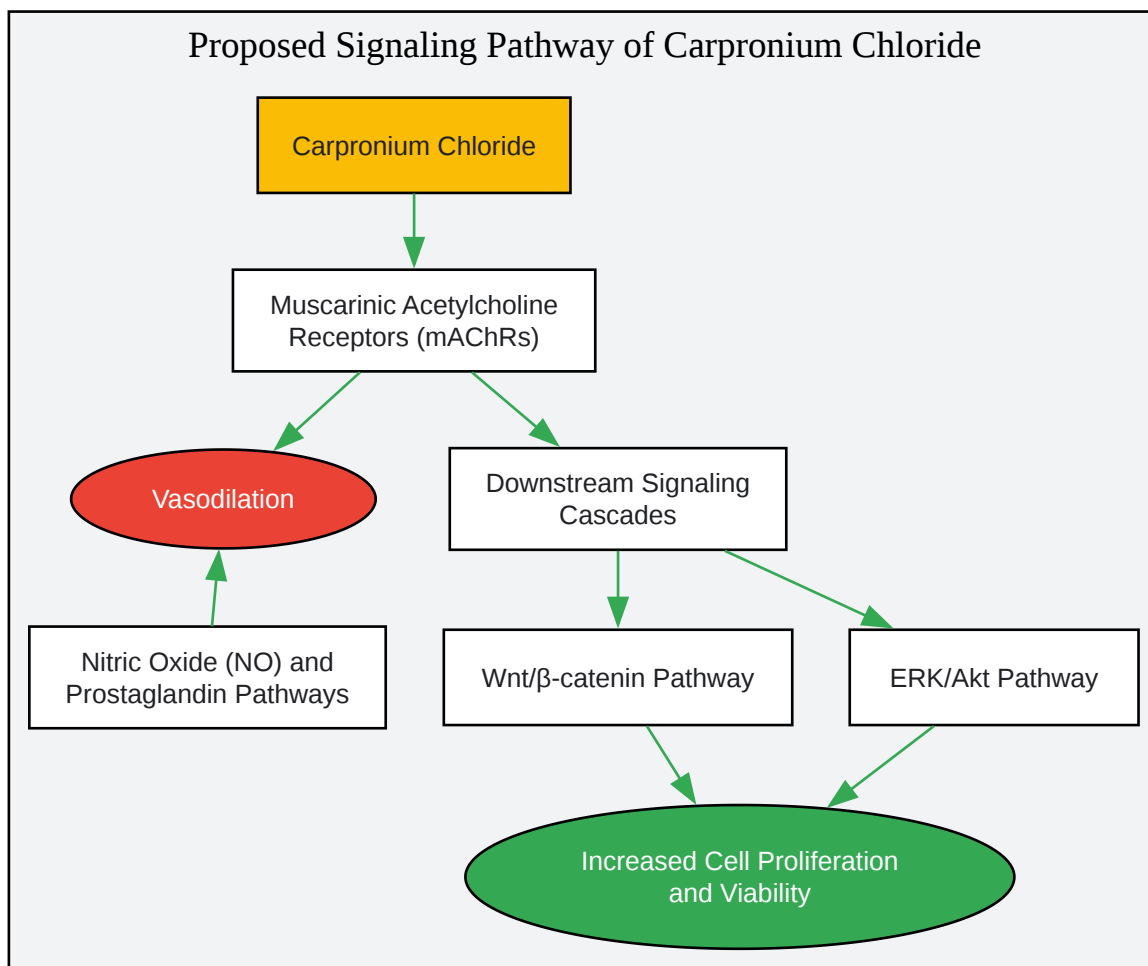 Proposed Signaling Pathway of Carpronium Chloride
Carpronium Chloride
Muscarinic Acetylcholine
Receptors (mAChRs)
Vasodilation
Downstream Signaling
Cascades
Nitric Oxide (NO) and
Prostaglandin Pathways
Wnt/β-catenin Pathway
ERK/Akt Pathway
Increased Cell Proliferation
and Viability